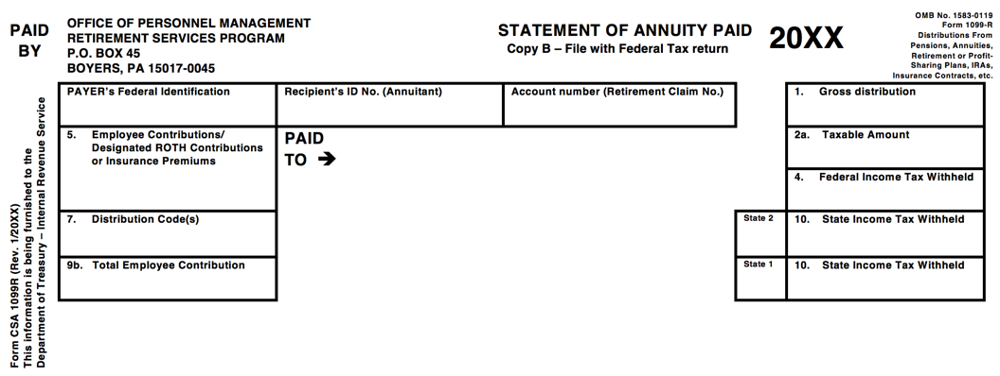 PAID
BY
OFFICE OF PERSONNEL MANAGEMENT
RETIREMENT SERVICES PROGRAM
P.O. BOX 45
BOYERS, PA 15017-0045
STATEMENT OF ANNUITY PAID
Copy B – File with Federal Tax return
20XX
OMB No. 1583-0119
Form 1099-R
Distributions From
Pensions, Annuities,
Retirement or Profit-
Sharing Plans, IRAs,
Insurance Contracts, etc.
PAYER's Federal Identification
Recipient's ID No. (Annuitant)
Account number (Retirement Claim No.)
1. Gross distribution
5. Employee Contributions/
Designated ROTH Contributions
or Insurance Premiums
PAID
TO ➔
2a. Taxable Amount
4. Federal Income Tax Withheld
7. Distribution Code(s)
State 2
10. State Income Tax Withheld
9b. Total Employee Contribution
State 1
10. State Income Tax Withheld
Form CSA 1099R (Rev. 1/20XX)
This information is being furnished to the
Department of Treasury – Internal Revenue Service